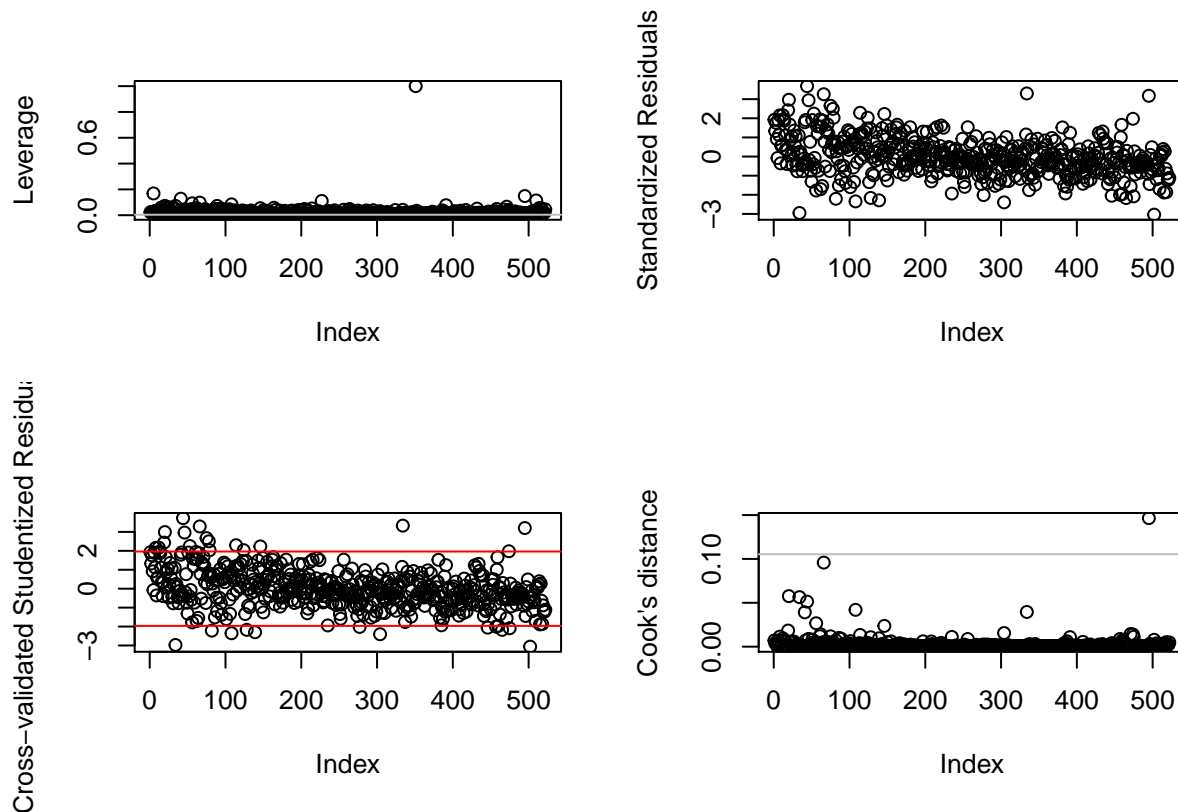 Leverage
0.0 0.6
0 100 200 300 400 500
Index
Standardized Residuals
−3 0 2
0 100 200 300 400 500
Index
Cross−validated Studentized Residua
−3 0 2
0 100 200 300 400 500
Index
Cook's distance
0.00 0.10
0 100 200 300 400 500
Index